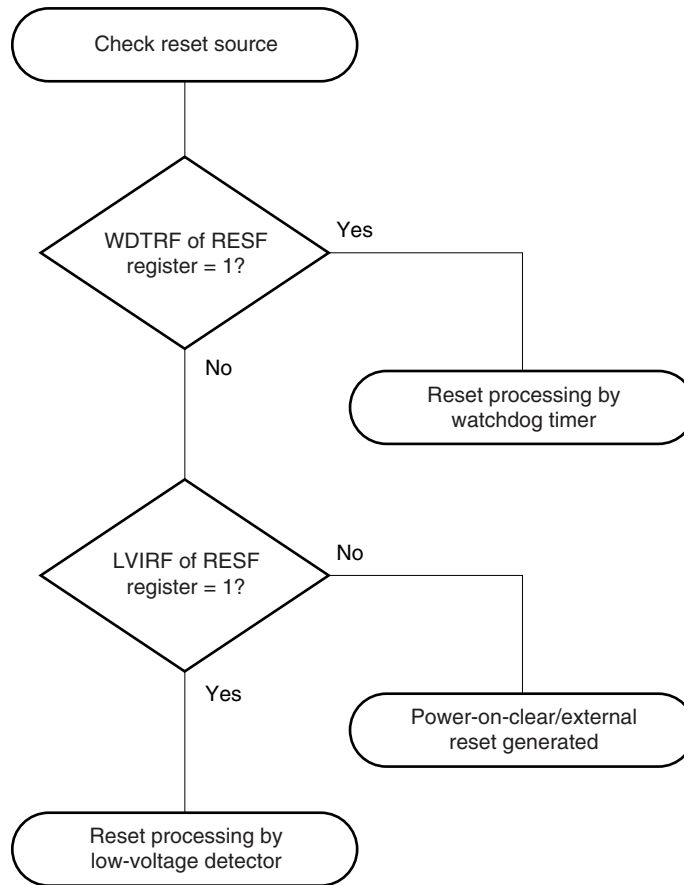 Check reset source
WDTRF of RESF
register = 1?
Yes
No
Reset processing by
watchdog timer
LVIRF of RESF
register = 1?
No
Yes
Power-on-clear/external
reset generated
Reset processing by
low-voltage detector